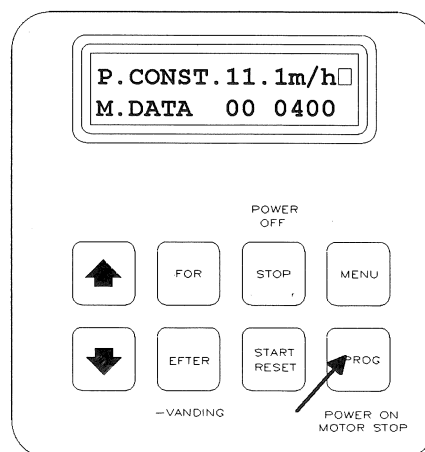 P.CONST.11.1m/h□
M.DATA 00 0400
POWER
OFF
FOR
STOP
MENU
EFTER
START
RESET
PROG
-VANDING
POWER ON
MOTOR STOP